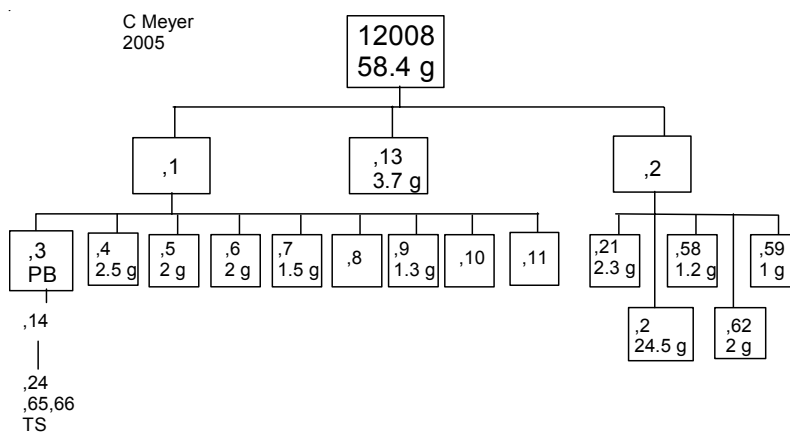 C Meyer
2005
12008
58.4 g
,1
,13
3.7 g
,2
,3
PB
,4
2.5 g
,5
2 g
,6
2 g
,7
1.5 g
,8
,9
1.3 g
,10
,11
,21
2.3 g
,58
1.2 g
,59
1 g
,2
24.5 g
,62
2 g
,14
,24
,65,66
TS